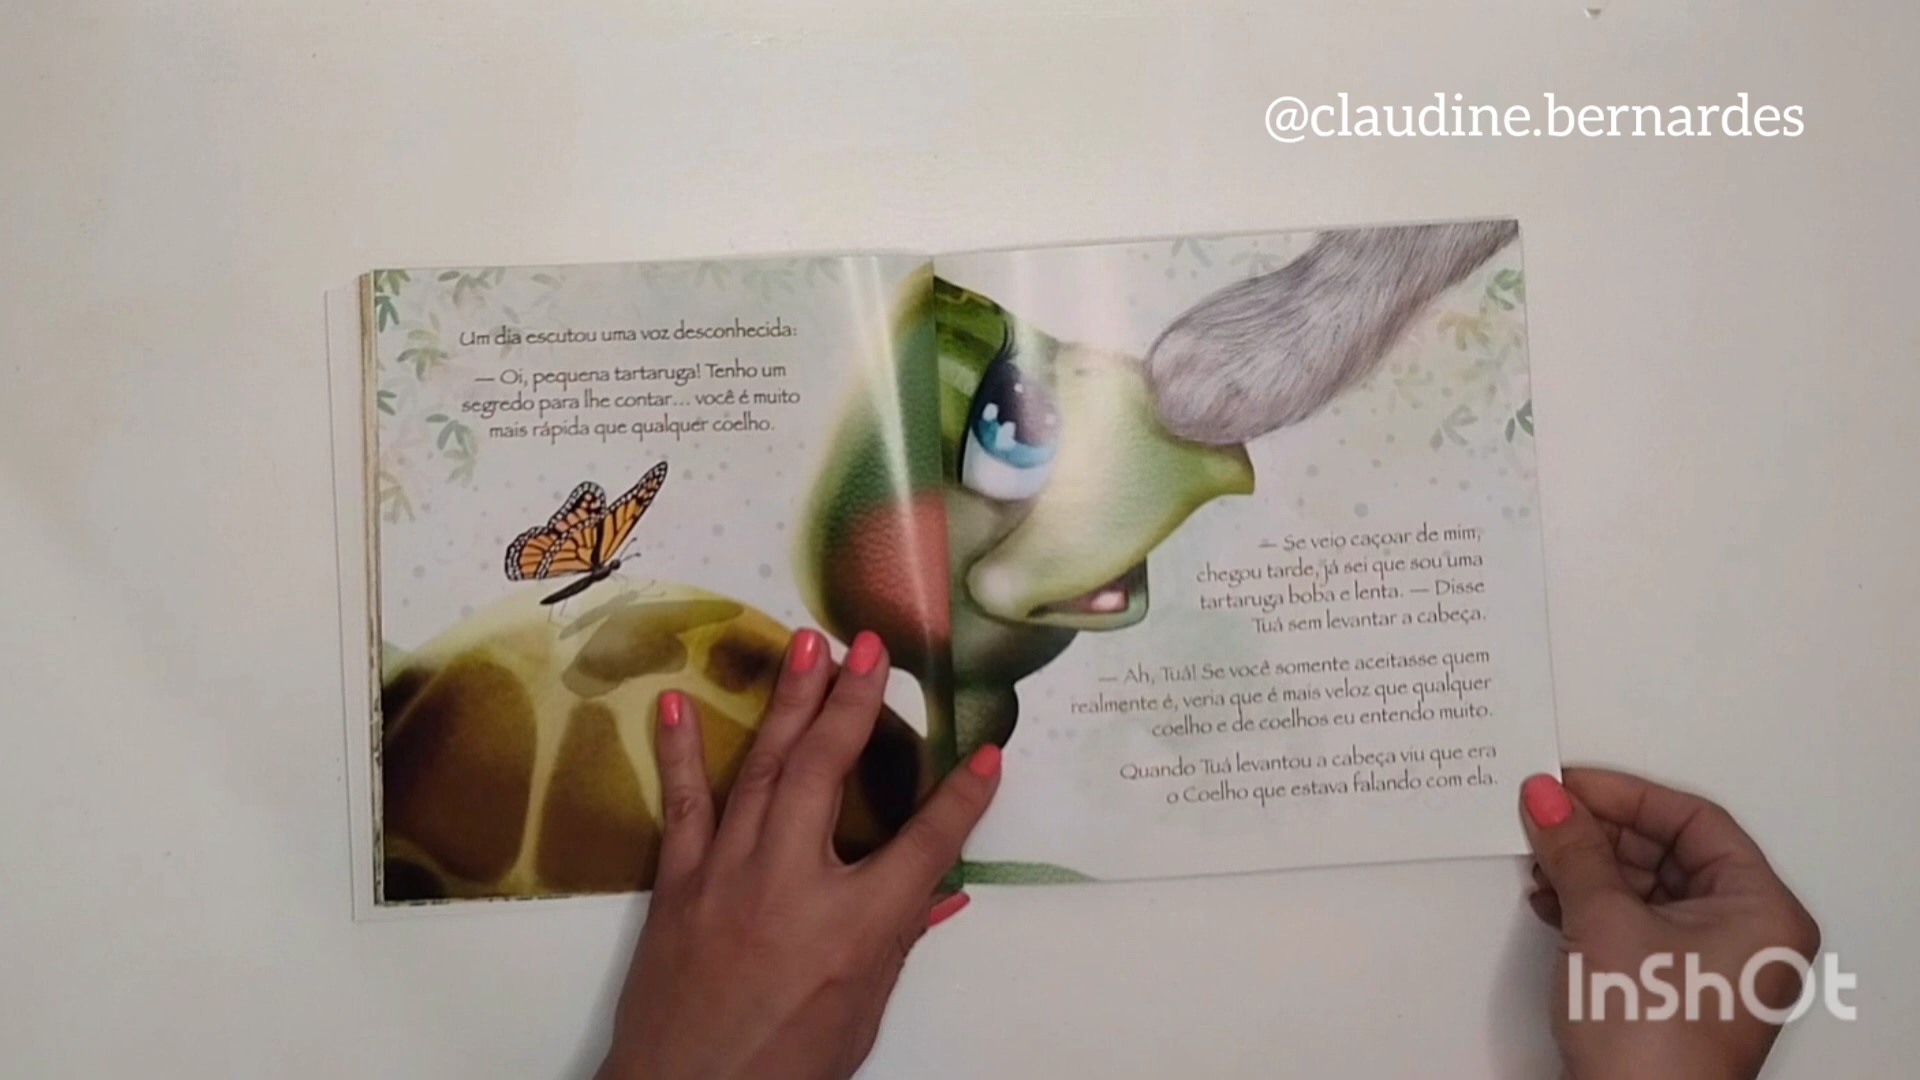 @claudine.bernardes
Um dia escutou uma voz desconhecida:
— Oi, pequena tartaruga! Tenho um
segredo para lhe contar... você é muito
mais rápida que qualquer coelho.
— Se veio caçoar de mim,
chegou tarde, já sei que sou uma
tartaruga boba e lenta. — Disse
Tuá sem levantar a cabeça.
— Ah, Tuá! Se você somente aceitasse quem
realmente é, veria que é mais veloz que qualquer
coelho e de coelhos eu entendo muito.
Quando Tuá levantou a cabeça viu que era
o Coelho que estava falando com ela.
InShOt